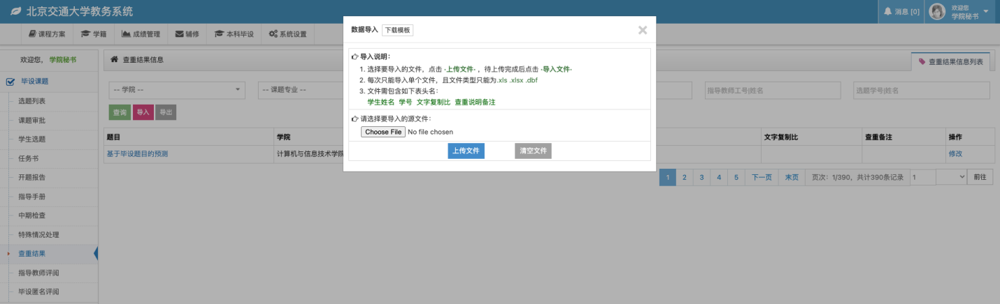 北京交通大学教务系统
消息 [0]
欢迎您
学院秘书
课程方案 学籍 成绩管理 辅修 本科毕设 系统设置
欢迎您， 学院秘书
毕设课题
选题列表
课题审批
学生选题
任务书
开题报告
指导手册
中期检查
特殊情况处理
查重结果
指导教师评阅
毕设匿名评阅
查重结果信息
查重结果信息列表
-- 学院 --
-- 课题专业 --
指导教师工号|姓名
选题学号|姓名
查询 导入 导出
题目 学院 文字复制比 查重备注 操作
基于毕设题目的预测 计算机与信息技术学院 修改
1 2 3 4 5 下一页 末页 页次：1/390，共计390条记录 1 前往
数据导入 下载模板
导入说明：
1. 选择要导入的文件，点击 ·上传文件· ，待上传完成后点击 ·导入文件·
2. 每次只能导入单个文件，且文件类型只能为.xls .xlsx .dbf
3. 文件需包含如下表头名：
学生姓名 学号 文字复制比 查重说明备注
请选择要导入的源文件：
Choose File No file chosen
上传文件 清空文件